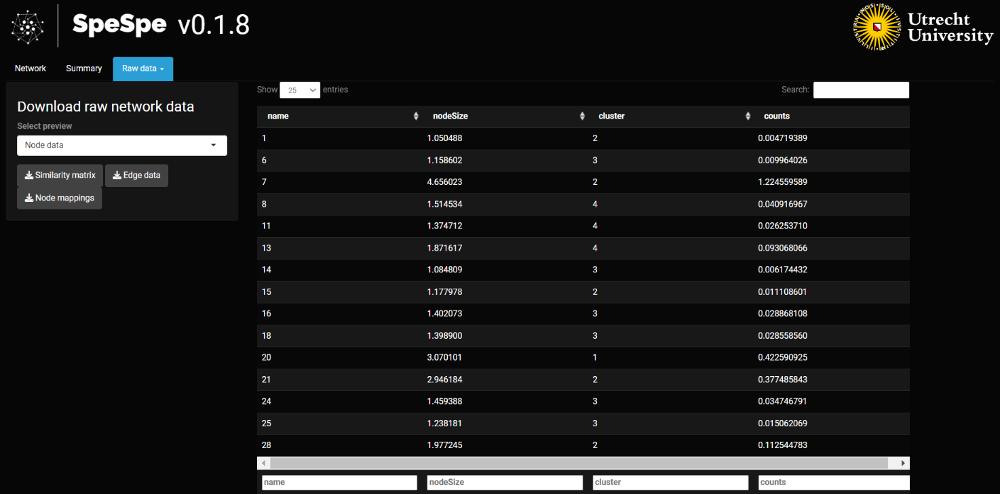 SpeSpe v0.1.8
NOS·SOL·IVSTITIÆ·ILLVSTRA
Utrecht
University
Network Summary Raw data
Download raw network data
Select preview
Node data
Similarity matrix Edge data
Node mappings
Show 25 entries Search:
name nodeSize cluster counts
1 1.050488 2 0.004719389
6 1.158602 3 0.009964026
7 4.656023 2 1.224559589
8 1.514534 4 0.040916967
11 1.374712 4 0.026253710
13 1.871617 4 0.093068066
14 1.084809 3 0.006174432
15 1.177978 2 0.011108601
16 1.402073 3 0.028868108
18 1.398900 3 0.028558560
20 3.070101 1 0.422590925
21 2.946184 2 0.377485843
24 1.459388 3 0.034746791
25 1.238181 3 0.015062069
28 1.977245 2 0.112544783
name nodeSize cluster counts